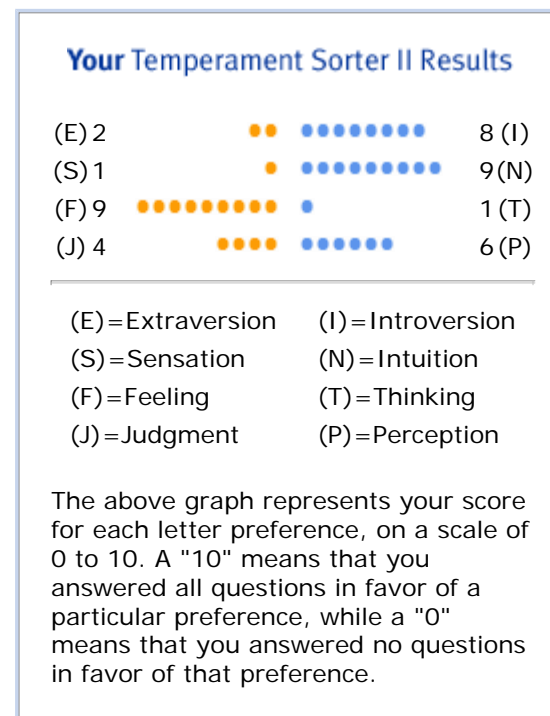 Your Temperament Sorter II Results
(E) 2 8 (I)
(S) 1 9 (N)
(F) 9 1 (T)
(J) 4 6 (P)
(E)=Extraversion (I)=Introversion
(S)=Sensation (N)=Intuition
(F)=Feeling (T)=Thinking
(J)=Judgment (P)=Perception
The above graph represents your score
for each letter preference, on a scale of
0 to 10. A "10" means that you
answered all questions in favor of a
particular preference, while a "0"
means that you answered no questions
in favor of that preference.